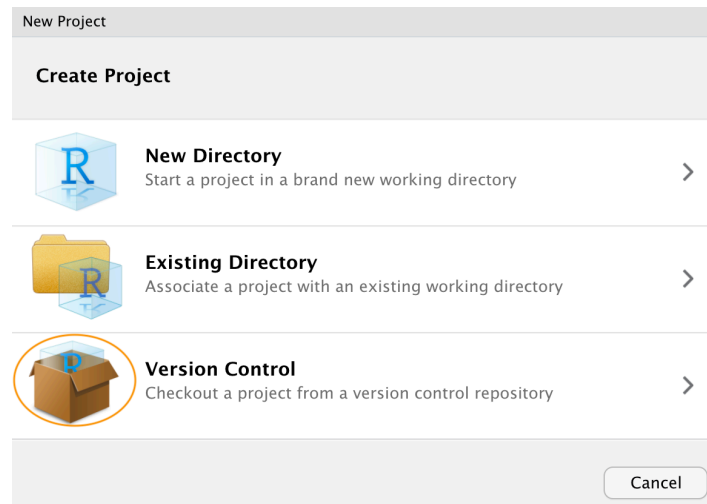 New Project
Create Project
R
New Directory
Start a project in a brand new working directory
R
Existing Directory
Associate a project with an existing working directory
R
Version Control
Checkout a project from a version control repository
Cancel